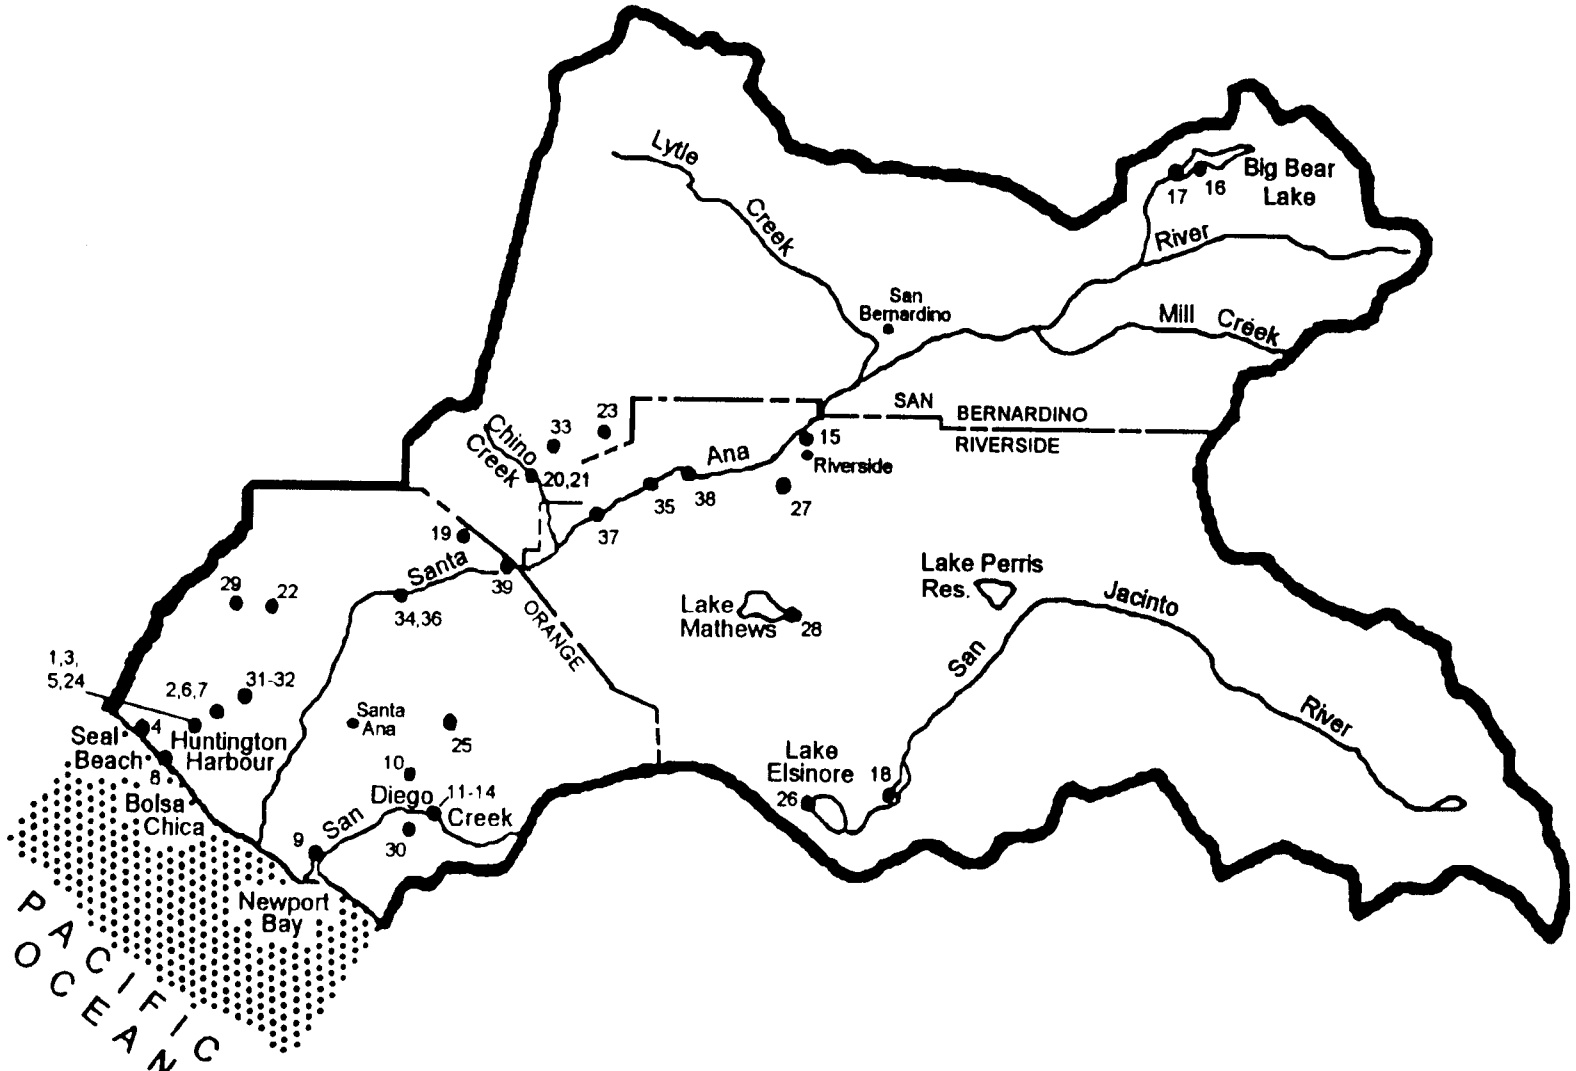 Lytle
Creek
Big Bear
Lake
17
16
River
San
Bernardino
Mill Creek
SAN BERNARDINO
RIVERSIDE
33
23
Chino
Creek
20,21
Ana
15
Riverside
35
38
27
37
19
Santa
39
ORANGE
34,36
29
22
Lake Perris
Res.
Lake
Mathews
28
San
Jacinto
River
1,3,
5,24
2,6,7
31-32
4
Seal
Beach
Huntington
Harbour
8
Bolsa
Chica
Santa
Ana
25
10
11-14
San
Diego
Creek
9
30
Newport
Bay
Lake
Elsinore
18
26
PACIFIC
OCEAN